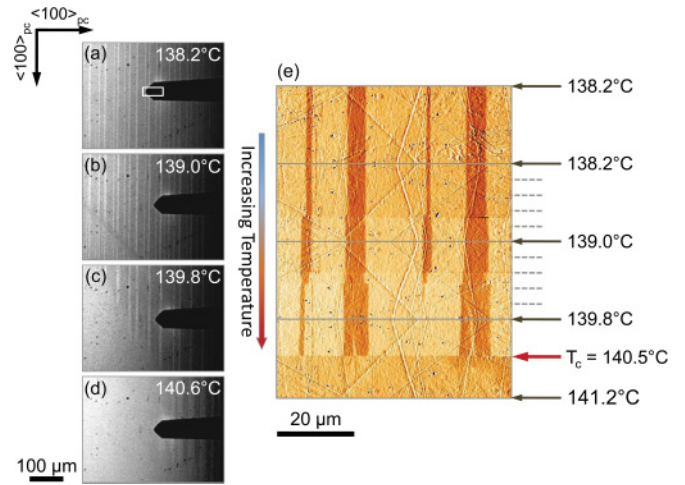 <100>pc
<100>pc
(a) 138.2°C
(b) 139.0°C
(c) 139.8°C
(d) 140.6°C
100 µm
(e)
Increasing Temperature
138.2°C
138.2°C
139.0°C
139.8°C
Tc = 140.5°C
141.2°C
20 µm